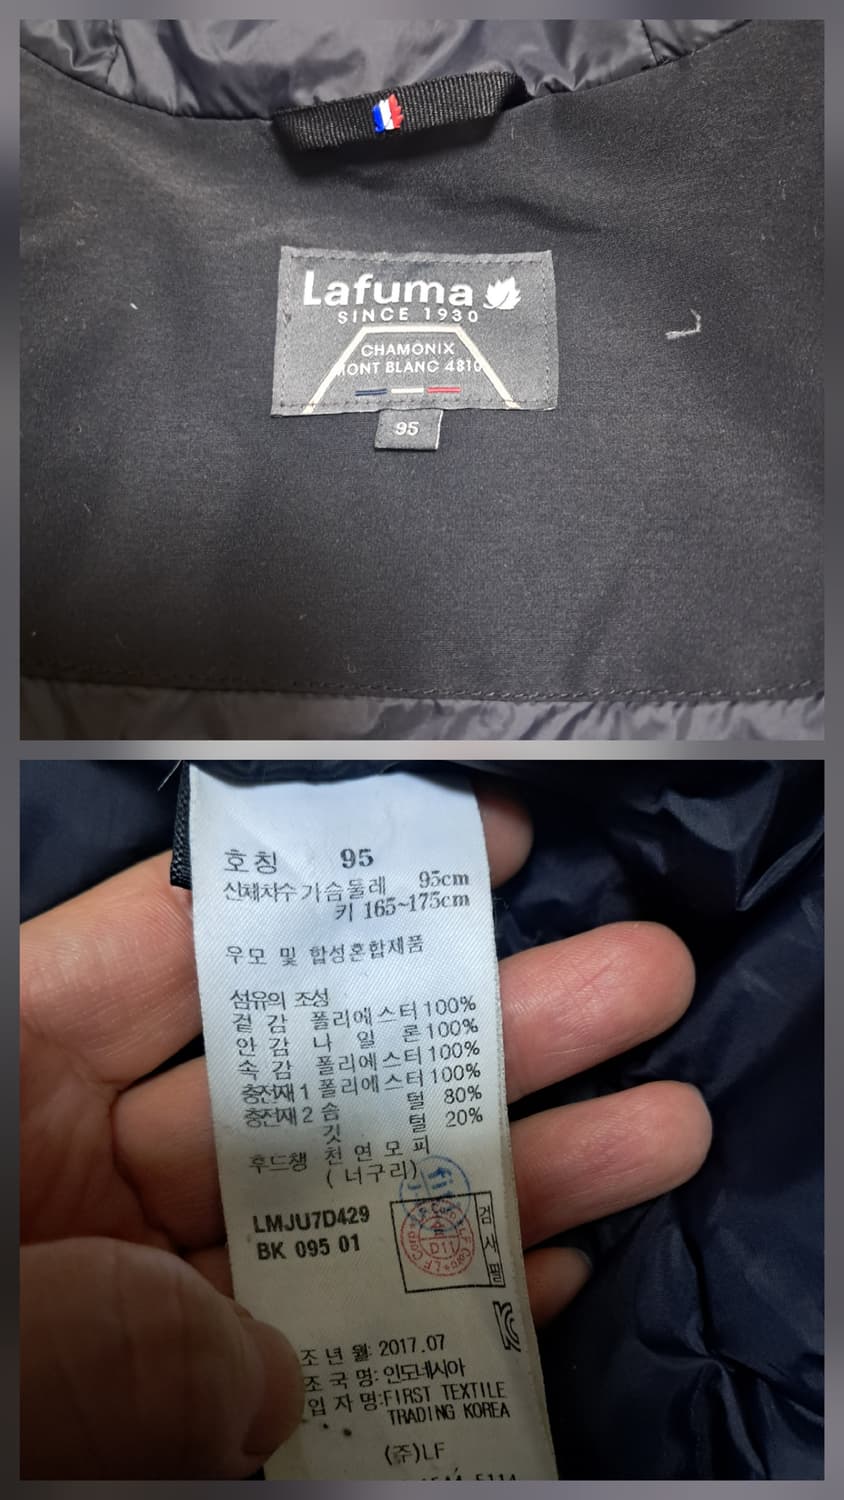 Lafuma
SINCE 1930
CHAMONIX
MONT BLANC 4810
95
호칭 95
신체치수 가슴둘레 95cm
키 165~175cm
우모 및 합성혼합제품
섬유의 조성
겉 감 폴리에스터 100%
안 감 나 일 론 100%
속 감 폴리에스터 100%
충전재1 폴리에스터 100%
충전재2 솜 털 80%
깃 털 20%
후드챙 천 연 모 피
(너구리)
LMJU7D429
BK 095 01
검사필
LF Corp
D11
조 년 월: 2017.07
조 국 명: 인도네시아
입 자 명:FIRST TEXTILE
TRADING KOREA
(주)LF